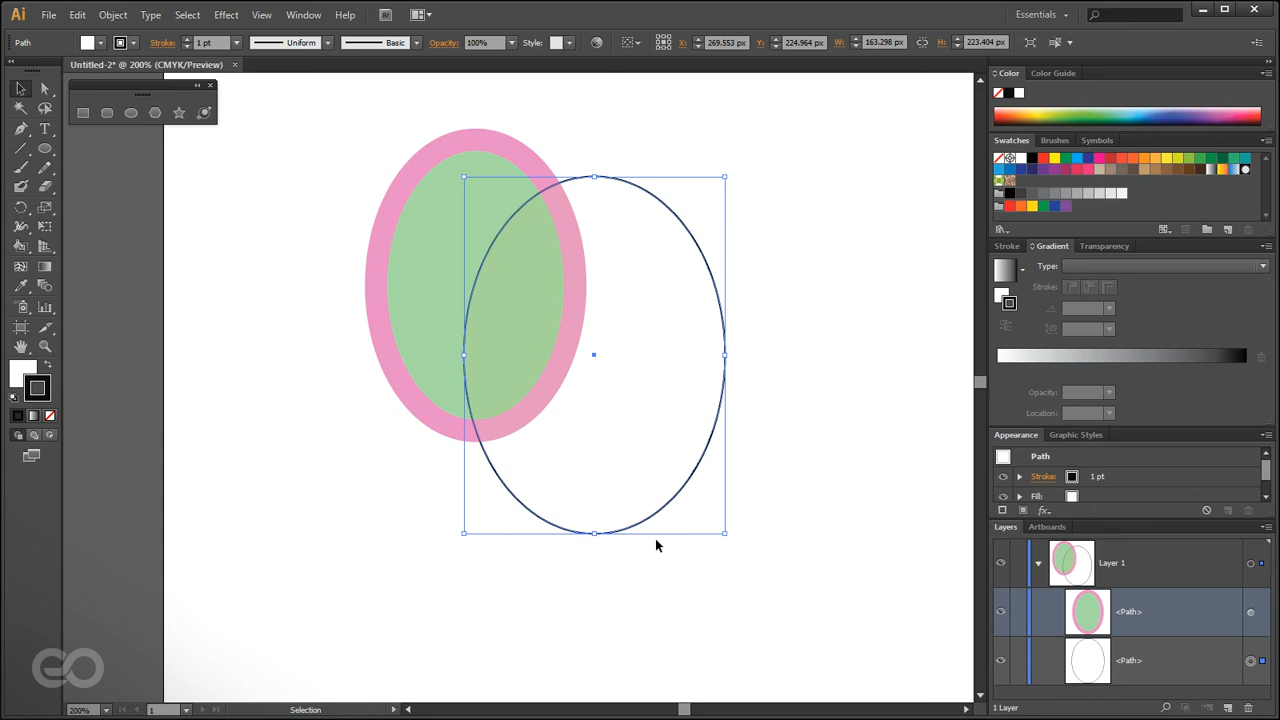 Ai File Edit Object Type Select Effect View Window Help Br Essentials
Path Stroke: 1 pt Uniform Basic Opacity: 100% Style: X: 269.553 px Y: 224.964 px W: 163.298 px H: 223.404 px
Untitled-2* @ 200% (CMYK/Preview) ×
Color Color Guide
Swatches Brushes Symbols
Stroke Gradient Transparency
Type:
Stroke:
Opacity:
Location:
Appearance Graphic Styles
Path
Stroke: 1 pt
Fill:
Layers Artboards
Layer 1
<Path>
<Path>
1 Layer
200% 1 Selection